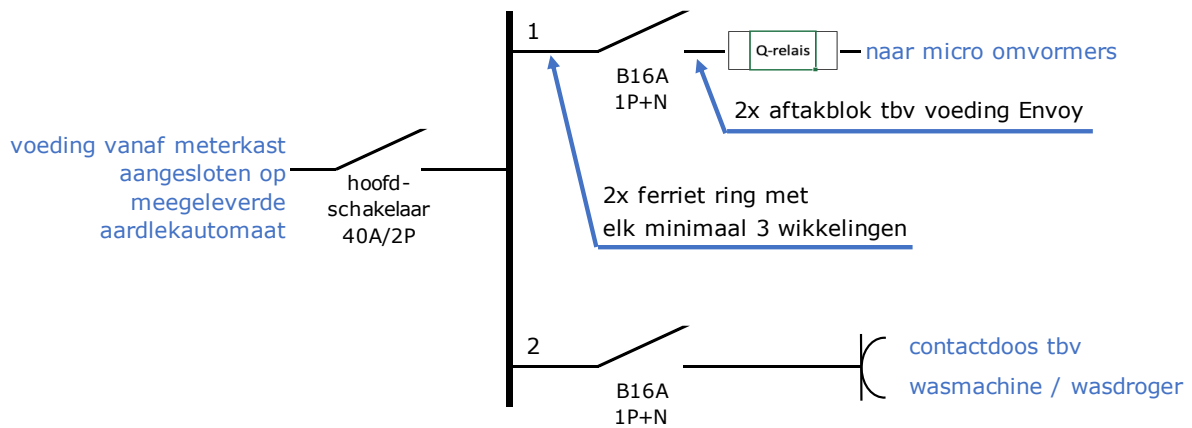 voeding vanaf meterkast
aangesloten op
meegeleverde
aardlekautomaat
hoofd-
schakelaar
40A/2P
1
B16A
1P+N
Q-relais
naar micro omvormers
2x aftakblok tbv voeding Envoy
2x ferriet ring met
elk minimaal 3 wikkelingen
2
B16A
1P+N
contactdoos tbv
wasmachine / wasdroger